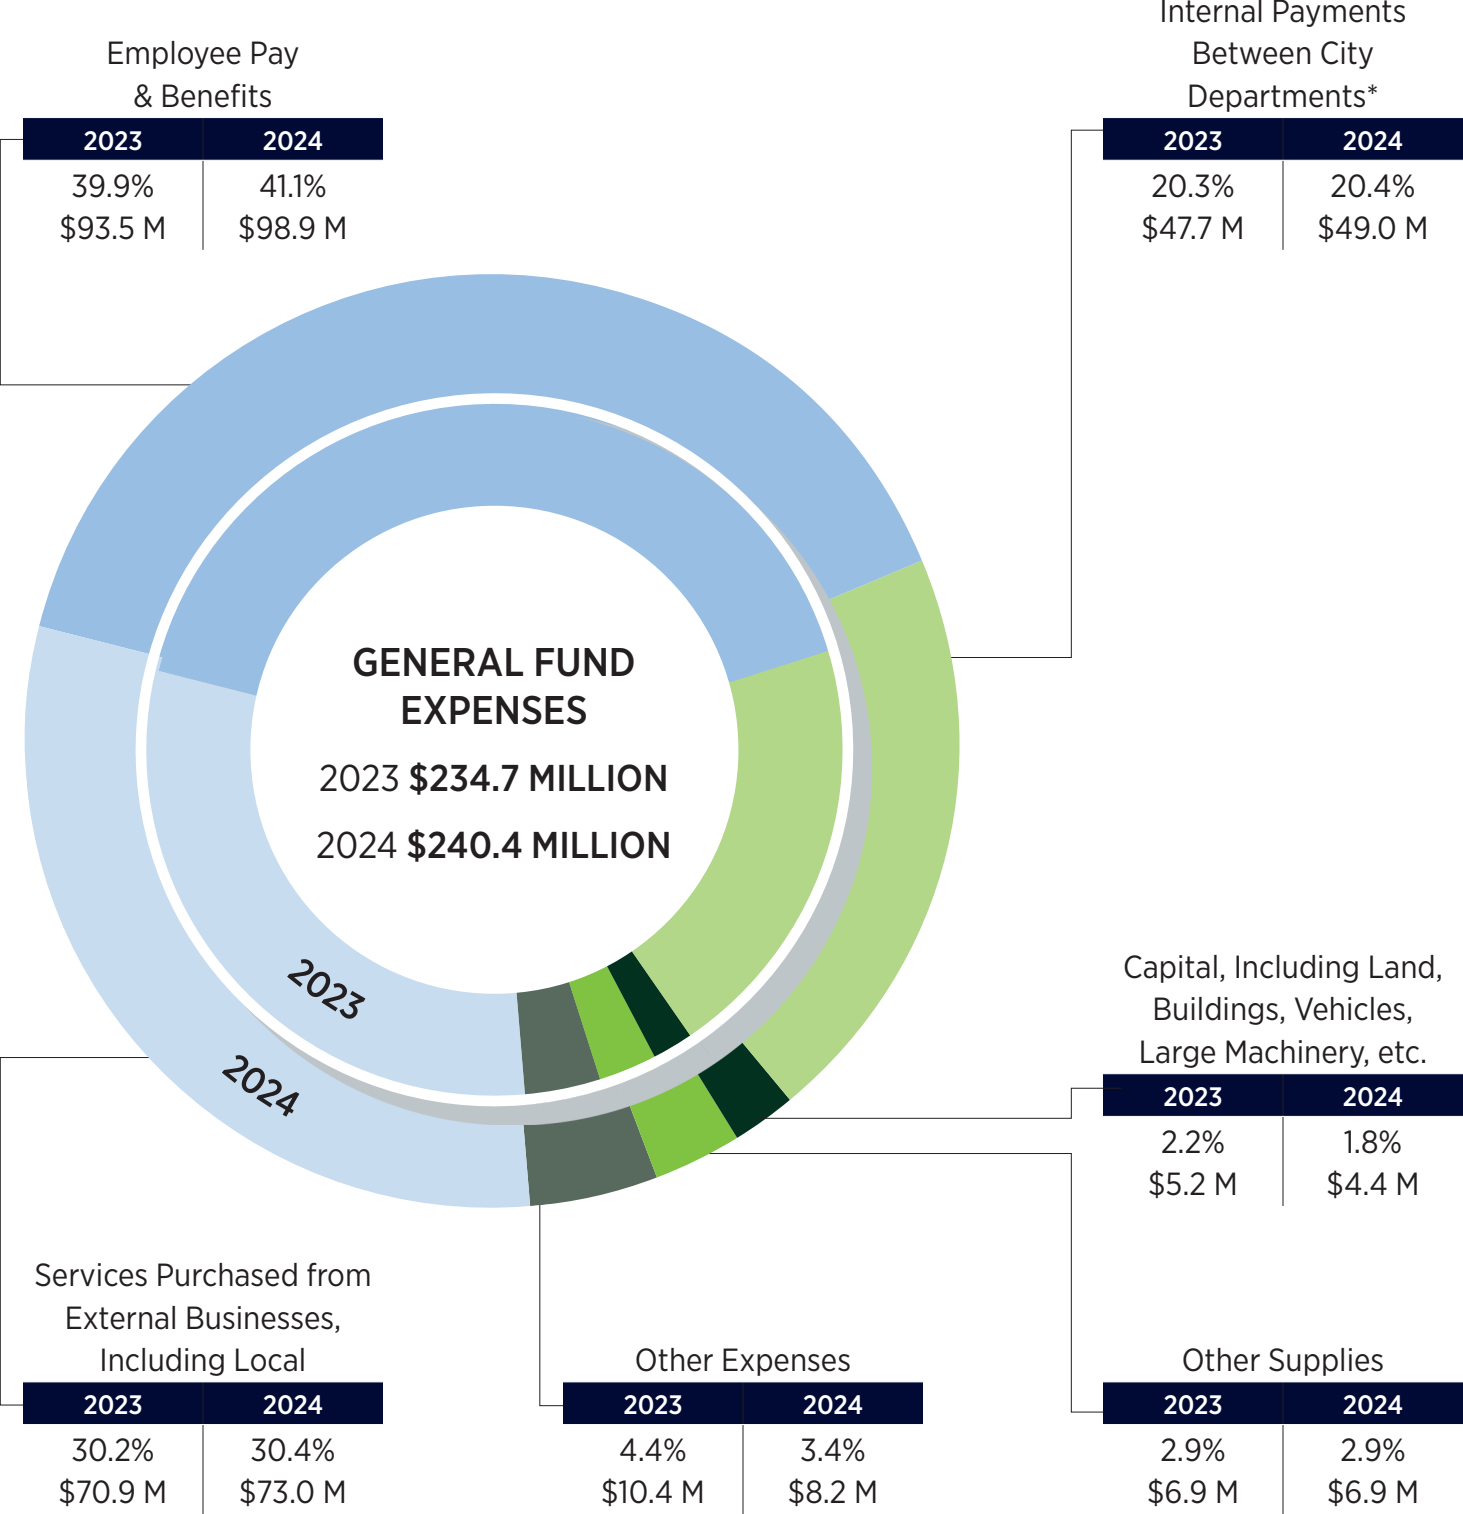 Employee Pay
& Benefits
2023 2024
39.9% 41.1%
$93.5 M $98.9 M
Internal Payments
Between City
Departments*
2023 2024
20.3% 20.4%
$47.7 M $49.0 M
GENERAL FUND
EXPENSES
2023 $234.7 MILLION
2024 $240.4 MILLION
2023
2024
Capital, Including Land,
Buildings, Vehicles,
Large Machinery, etc.
2023 2024
2.2% 1.8%
$5.2 M $4.4 M
Services Purchased from
External Businesses,
Including Local
2023 2024
30.2% 30.4%
$70.9 M $73.0 M
Other Expenses
2023 2024
4.4% 3.4%
$10.4 M $8.2 M
Other Supplies
2023 2024
2.9% 2.9%
$6.9 M $6.9 M